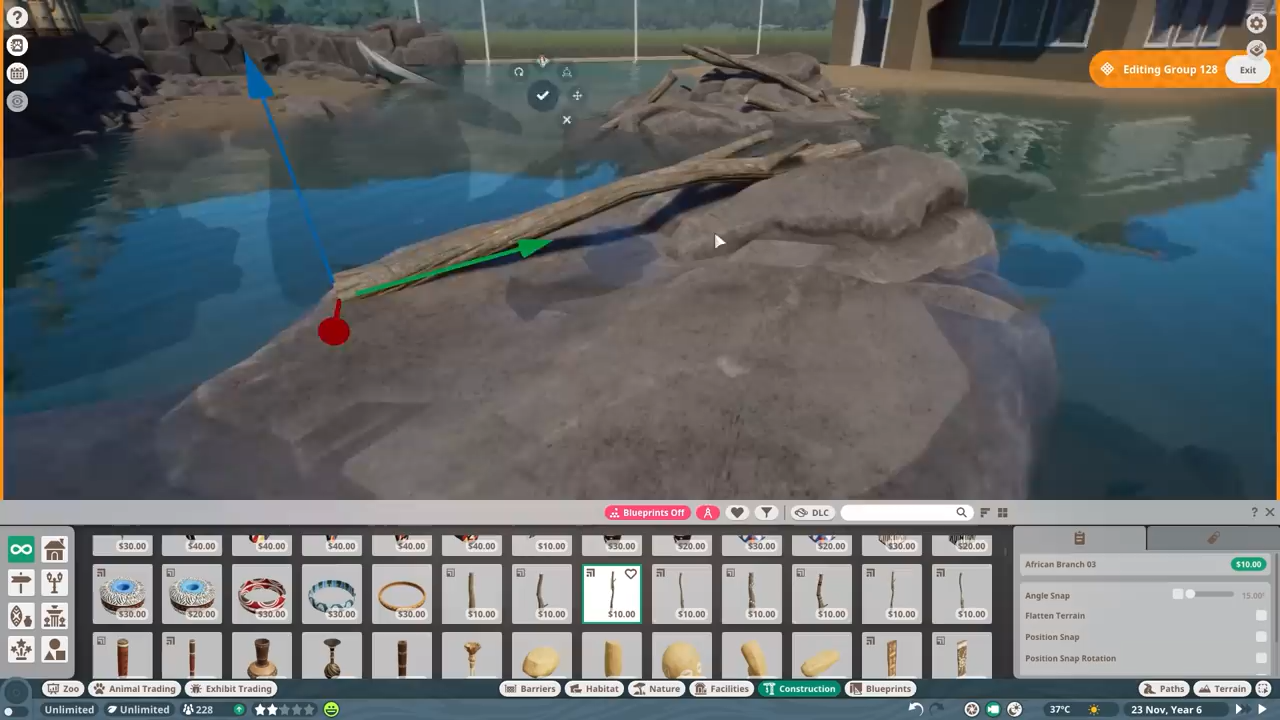 Editing Group 128
Exit
Blueprints Off
DLC
$30.00 $40.00 $40.00 $40.00 $40.00 $40.00 $10.00 $30.00 $20.00 $30.00 $20.00 $30.00 $20.00
$30.00 $20.00 $30.00 $30.00 $30.00 $10.00 $10.00 $10.00 $10.00 $10.00 $10.00 $10.00 $10.00
African Branch 03 $10.00
Angle Snap 15.00°
Flatten Terrain
Position Snap
Position Snap Rotation
Zoo Animal Trading Exhibit Trading Barriers Habitat Nature Facilities Construction Blueprints Paths Terrain
Unlimited Unlimited 228 37°C 23 Nov, Year 6